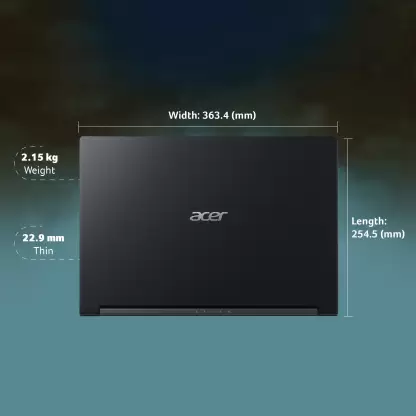 Width: 363.4 (mm)
2.15 kg
Weight
acer
Length:
254.5 (mm)
22.9 mm
Thin